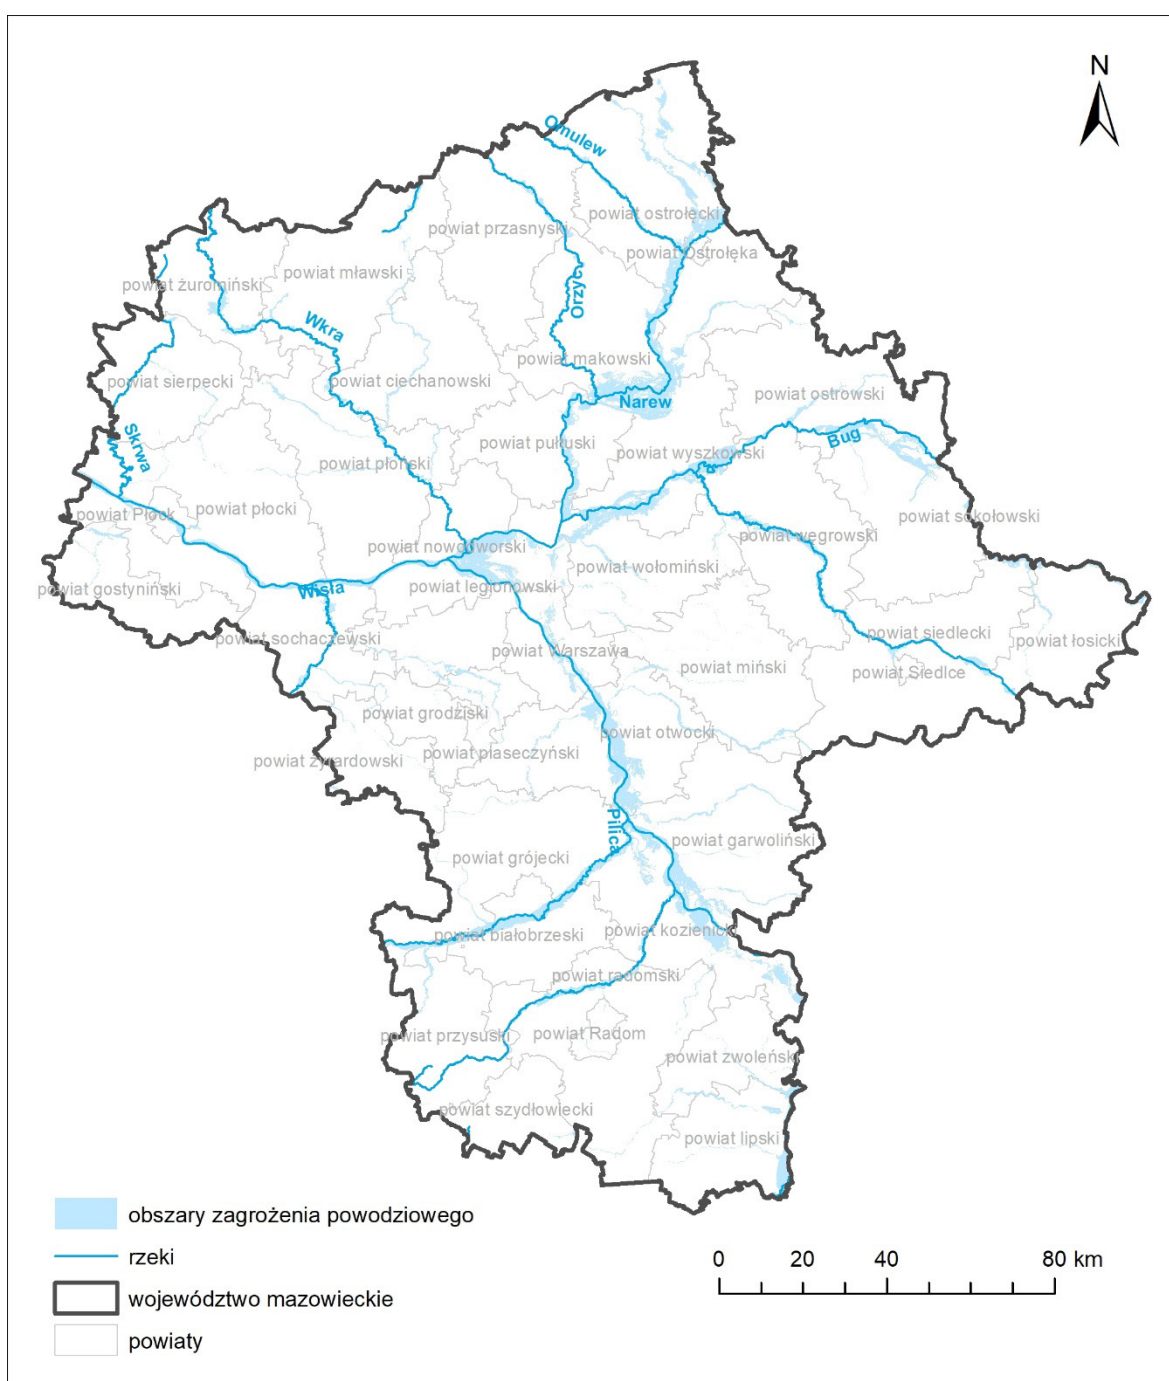 N
Omulew
powiat ostrołęcki
powiat przasnyski
powiat Ostrołęka
powiat mławski
powiat żuromiński
Orzyc
Wkra
powiat makowski
powiat sierpecki
powiat ciechanowski
powiat ostrowski
Narew
Bug
Skrwa
powiat pułtuski
powiat wyszkowski
powiat płoński
powiat Płock
powiat płocki
powiat sokołowski
powiat węgrowski
powiat nowodworski
powiat wołomiński
powiat gostyniński
Wisła
powiat legionowski
powiat sochaczewski
powiat siedlecki
powiat łosicki
powiat Warszawa
powiat miński
powiat Siedlce
powiat grodziski
powiat otwocki
powiat żyrardowski
powiat piaseczyński
Pilica
powiat garwoliński
powiat grójecki
powiat białobrzeski
powiat kozienicki
powiat radomski
powiat przysuski
powiat Radom
powiat zwoleński
powiat szydłowiecki
powiat lipski
obszary zagrożenia powodziowego
rzeki
województwo mazowieckie
powiaty
0 20 40 80 km